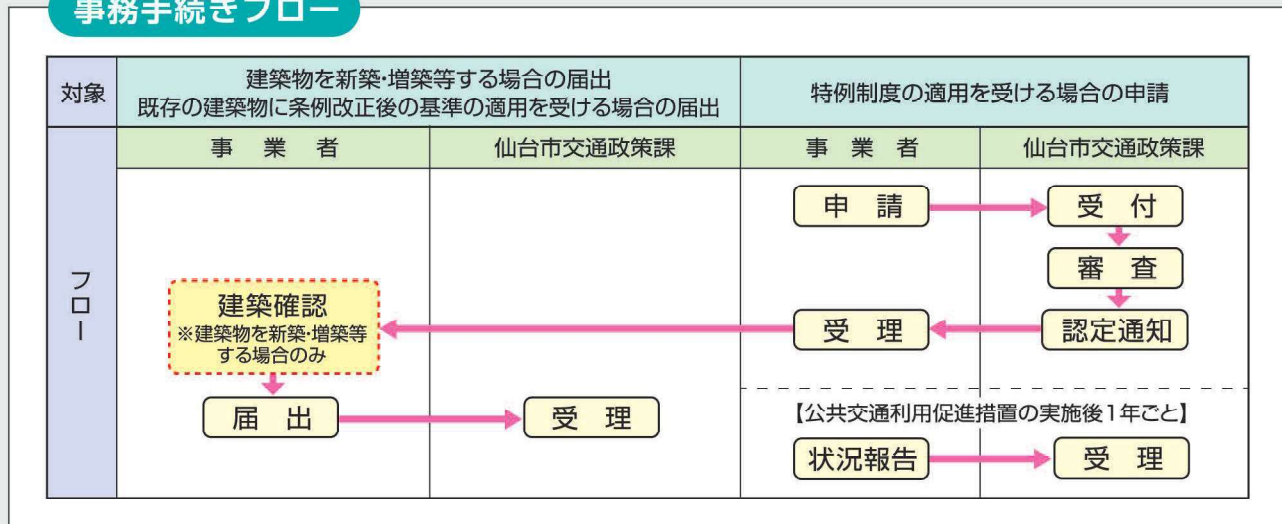 事務手続きフロー
対象
建築物を新築・増築等する場合の届出
既存の建築物に条例改正後の基準の適用を受ける場合の届出
特例制度の適用を受ける場合の申請
事 業 者
仙台市交通政策課
事 業 者
仙台市交通政策課
フロー
申 請
受 付
審 査
建築確認
※建築物を新築・増築等
する場合のみ
受 理
認定通知
届 出
受 理
【公共交通利用促進措置の実施後1年ごと】
状況報告
受 理